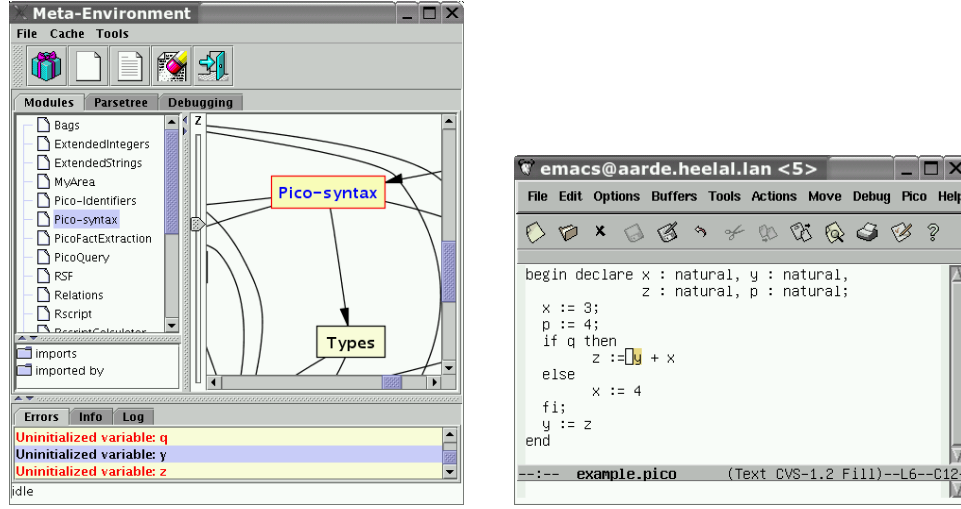 Meta-Environment
File Cache Tools
Modules Parsetree Debugging
Bags
ExtendedIntegers
ExtendedStrings
MyArea
Pico-Identifiers
Pico-syntax
PicoFactExtraction
PicoQuery
RSF
Relations
Rscript
RscriptCalculator
imports
imported by
Z
Pico-syntax
Types
Errors Info Log
Uninitialized variable: q
Uninitialized variable: y
Uninitialized variable: z
idle
emacs@aarde.heelal.lan <5>
File Edit Options Buffers Tools Actions Move Debug Pico Help
begin declare x : natural, y : natural,
z : natural, p : natural;
x := 3;
p := 4;
if q then
z := y + x
else
x := 4
fi;
y := z
end
--:-- example.pico (Text CVS-1.2 Fill)--L6--C12-